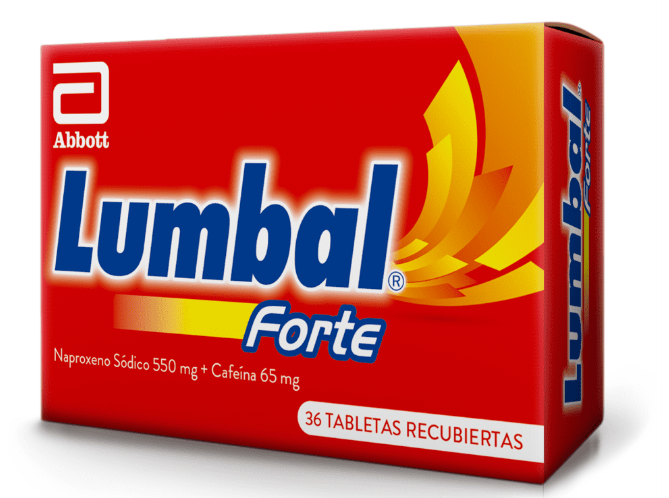 Abbott
Lumbal®
Forte
Naproxeno Sódico 550 mg + Cafeína 65 mg
36 TABLETAS RECUBIERTAS
Lumbal®
Forte